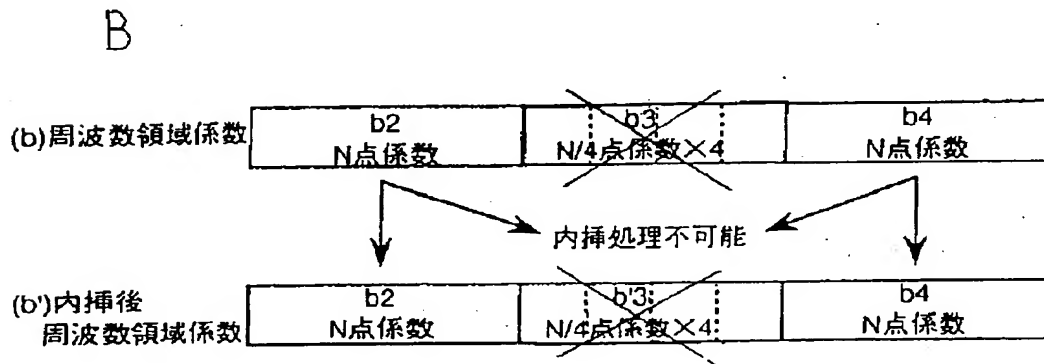 B
b2 b3 b4
(b)周波数領域係数 N点係数 N/4点係数×4 N点係数
内挿処理不可能
(b')内挿後 b2 b'3 b4
周波数領域係数 N点係数 N/4点係数×4 N点係数